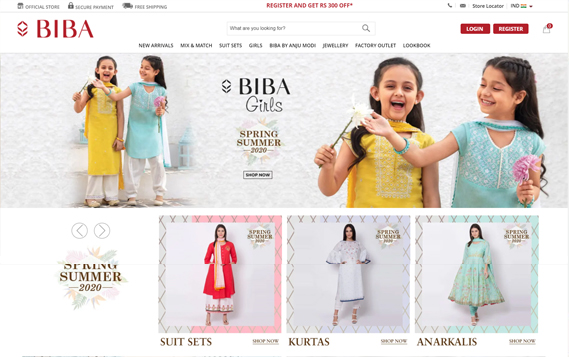 OFFICIAL STORE SECURE PAYMENT FREE SHIPPING REGISTER AND GET RS 300 OFF* Store Locator IND
BIBA What are you looking for? LOGIN REGISTER 0
NEW ARRIVALS MIX & MATCH SUIT SETS GIRLS BIBA BY ANJU MODI JEWELLERY FACTORY OUTLET LOOKBOOK
BIBA
Girls
SPRING
SUMMER
2020
SHOP NOW
SPRING
SUMMER
2020
SPRING
SUMMER
2020
SPRING
SUMMER
2020
SPRING
SUMMER
2020
SUIT SETS SHOP NOW KURTAS SHOP NOW ANARKALIS SHOP NOW